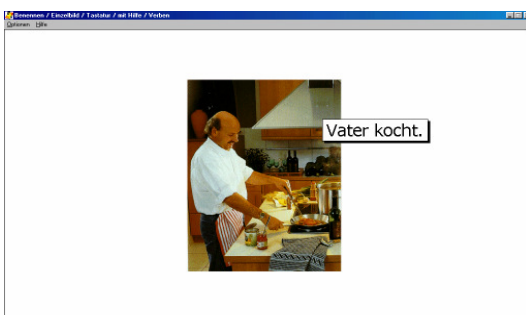 Benennen / Einzelbild / Tastatur / mit Hilfe / Verben
Optionen Hilfe
Vater kocht.